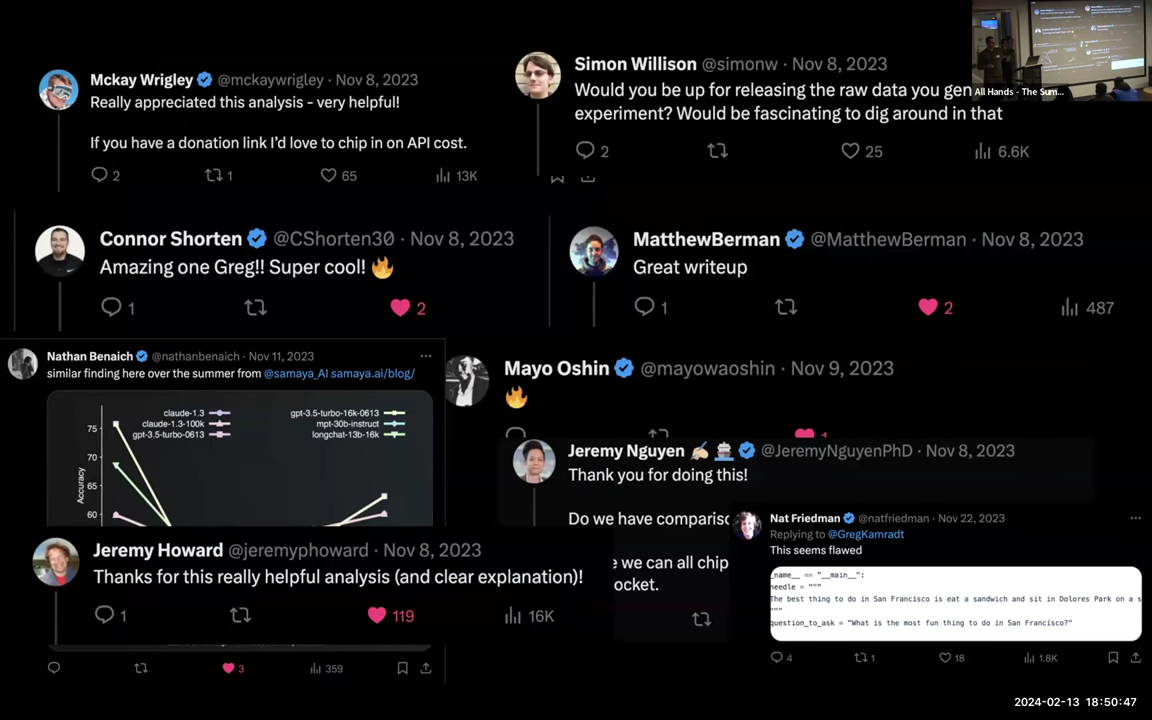 Mckay Wrigley @mckaywrigley · Nov 8, 2023
Really appreciated this analysis - very helpful!
If you have a donation link I'd love to chip in on API cost.
2 1 65 13K
Simon Willison @simonw · Nov 8, 2023
Would you be up for releasing the raw data you gen
experiment? Would be fascinating to dig around in that
2 25 6.6K
All Hands - The Sum...
Connor Shorten @CShorten30 · Nov 8, 2023
Amazing one Greg!! Super cool! 🔥
1 2
MatthewBerman @MatthewBerman · Nov 8, 2023
Great writeup
1 2 487
Nathan Benaich @nathanbenaich · Nov 11, 2023
similar finding here over the summer from @samaya_AI samaya.ai/blog/
claude-1.3
claude-1.3-100k
gpt-3.5-turbo-0613
gpt-3.5-turbo-16k-0613
mpt-30b-instruct
longchat-13b-16k
Accuracy
75
70
65
60
Mayo Oshin @mayowaoshin · Nov 9, 2023
🔥
1
Jeremy Nguyen ✍🏼 🚢 @JeremyNguyenPhD · Nov 8, 2023
Thank you for doing this!
Do we have comparisc
e we can all chip
ocket.
Jeremy Howard @jeremyphoward · Nov 8, 2023
Thanks for this really helpful analysis (and clear explanation)!
1 119 16K
3 359
Nat Friedman @natfriedman · Nov 22, 2023
Replying to @GregKamradt
This seems flawed
_name__ == "__main__":
needle = """
The best thing to do in San Francisco is eat a sandwich and sit in Dolores Park on a s
"""
question_to_ask = "What is the most fun thing to do in San Francisco?"
4 1 18 1.8K
2024-02-13 18:50:47